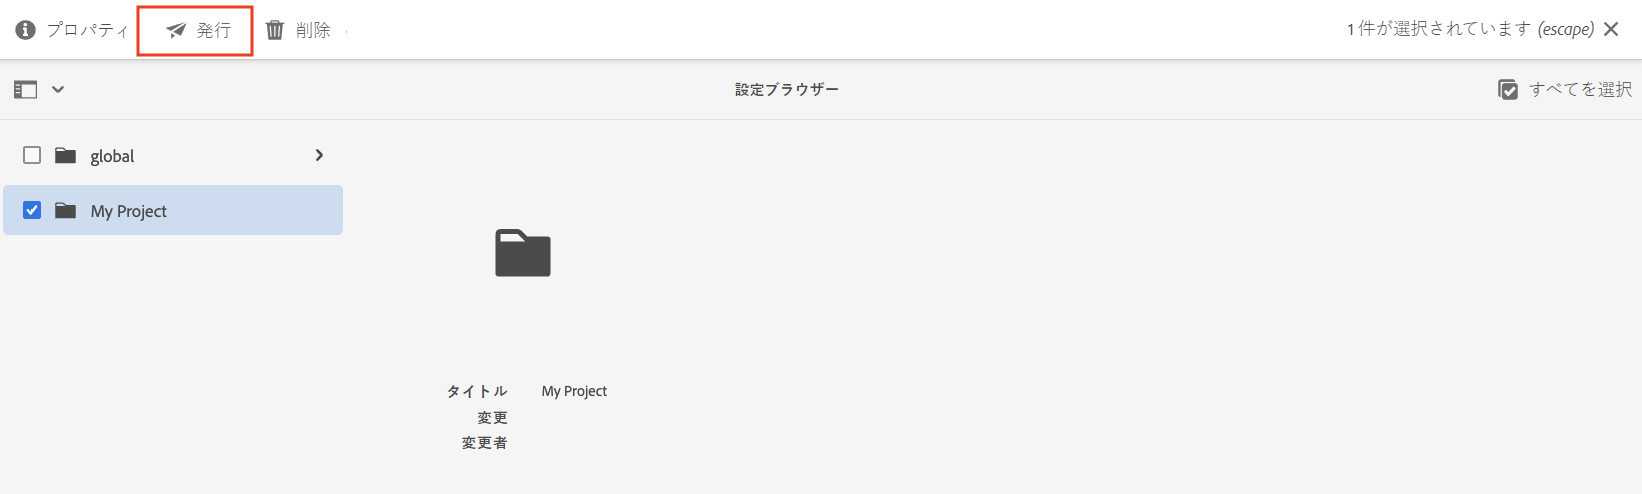 プロパティ 発行 削除 1 件が選択されています (escape)
設定ブラウザー すべてを選択
global
My Project
タイトル My Project
変更
変更者